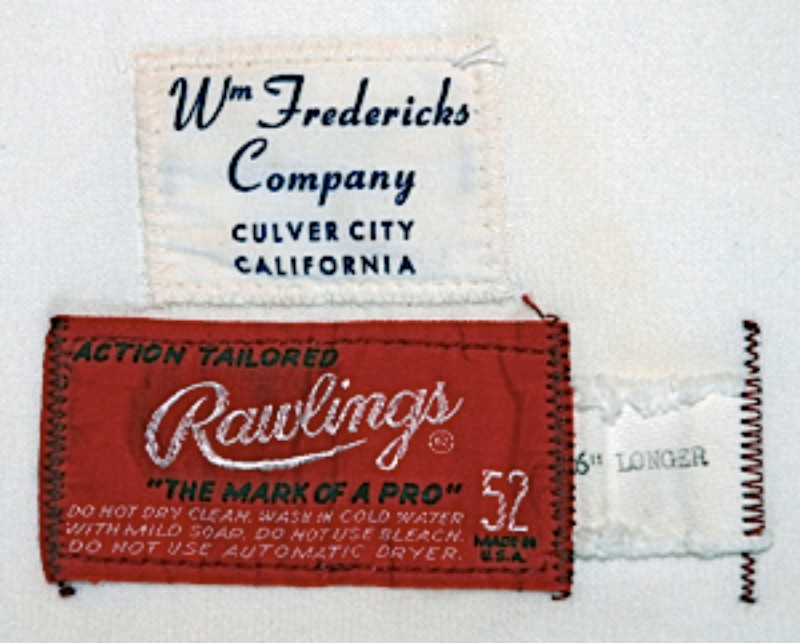 Wm Fredericks
Company
CULVER CITY
CALIFORNIA
ACTION TAILORED
Rawlings ®
"THE MARK OF A PRO"
52
DO NOT DRY CLEAN. WASH IN COLD WATER
WITH MILD SOAP. DO NOT USE BLEACH.
DO NOT USE AUTOMATIC DRYER.
MADE IN
U.S.A.
6" LONGER